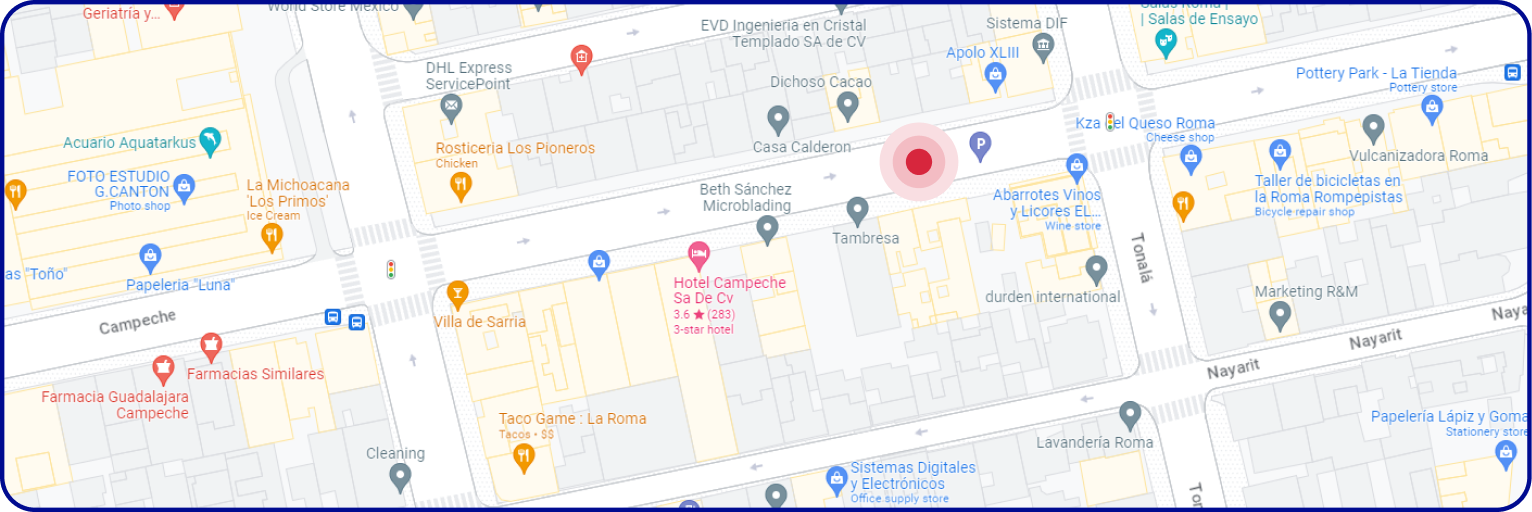 Geriatría y...
World Store Mexico
EVD Ingenieria en Cristal
Templado SA de CV
Sistema DIF
| Salas de Ensayo
Apolo XLIII
DHL Express
ServicePoint
Dichoso Cacao
Pottery Park - La Tienda
Pottery store
Acuario Aquatarkus
Rosticeria Los Pioneros
Chicken
Casa Calderon
P
Kza del Queso Roma
Cheese shop
Vulcanizadora Roma
FOTO ESTUDIO
G.CANTON
Photo shop
La Michoacana
'Los Primos'
Ice Cream
Beth Sánchez
Microblading
Tambresa
Abarrotes Vinos
y Licores EL...
Wine store
Taller de bicicletas en
la Roma Rompepistas
Bicycle repair shop
as "Toño"
Papeleria "Luna"
Hotel Campeche
Sa De Cv
3.6 ★ (283)
3-star hotel
durden international
Tonalá
Marketing R&M
Campeche
Villa de Sarria
Nayarit
Nayarit
Naya
Farmacias Similares
Farmacia Guadalajara
Campeche
Taco Game : La Roma
Tacos • $$
Cleaning
Lavandería Roma
Papelería Lápiz y Goma
Stationery store
Sistemas Digitales
y Electrónicos
Office supply store
Ton